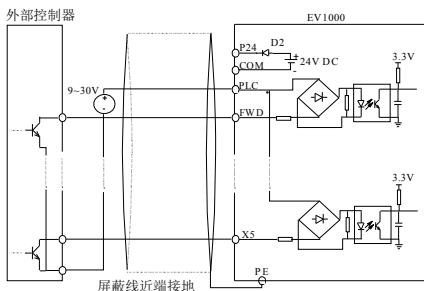 外部控制器
EV1000
P24
D2
3.3V
COM
24V DC
+
-
PLC
9~30V
+
-
FWD
3.3V
X5
PE
屏蔽线近端接地